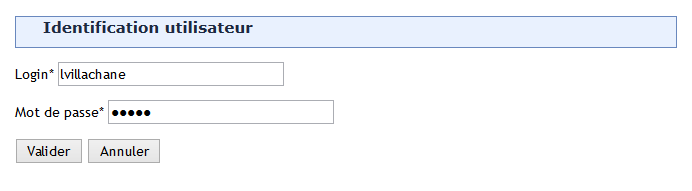 Identification utilisateur
Login* lvillachane
Mot de passe* ●●●●●
Valider Annuler